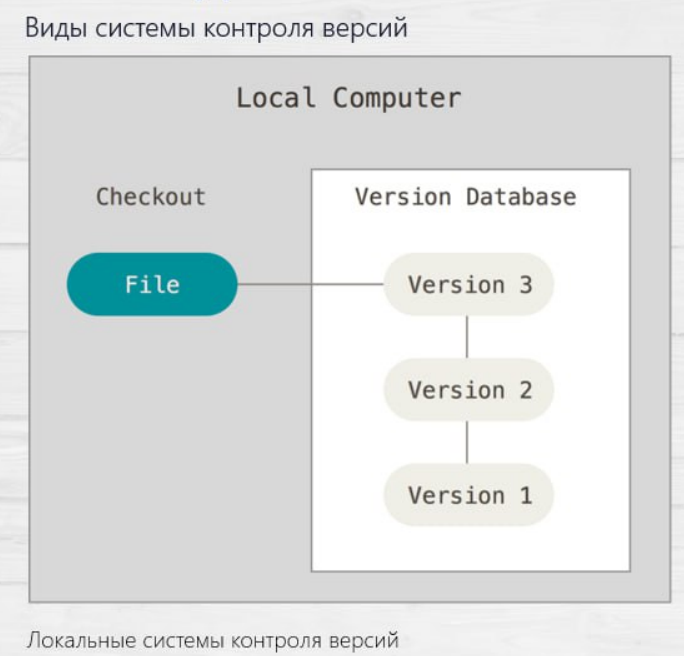 Виды системы контроля версий
Local Computer
Checkout
Version Database
File
Version 3
Version 2
Version 1
Локальные системы контроля версий